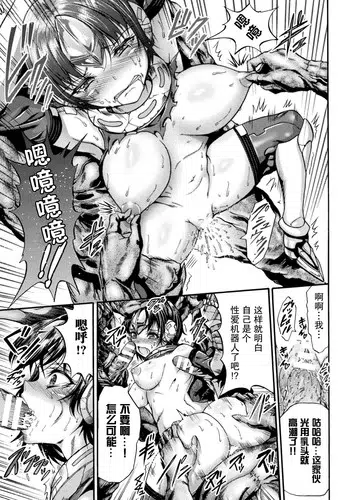 嗯噫
嗯噫噫噫!!
啊啊…我…
咕哈哈…这家伙
光用乳头就
高潮了!!
这样就明白
自己是个
性爱机器人了吧!?
不要啊…!
怎么可能…
嗯呼!?